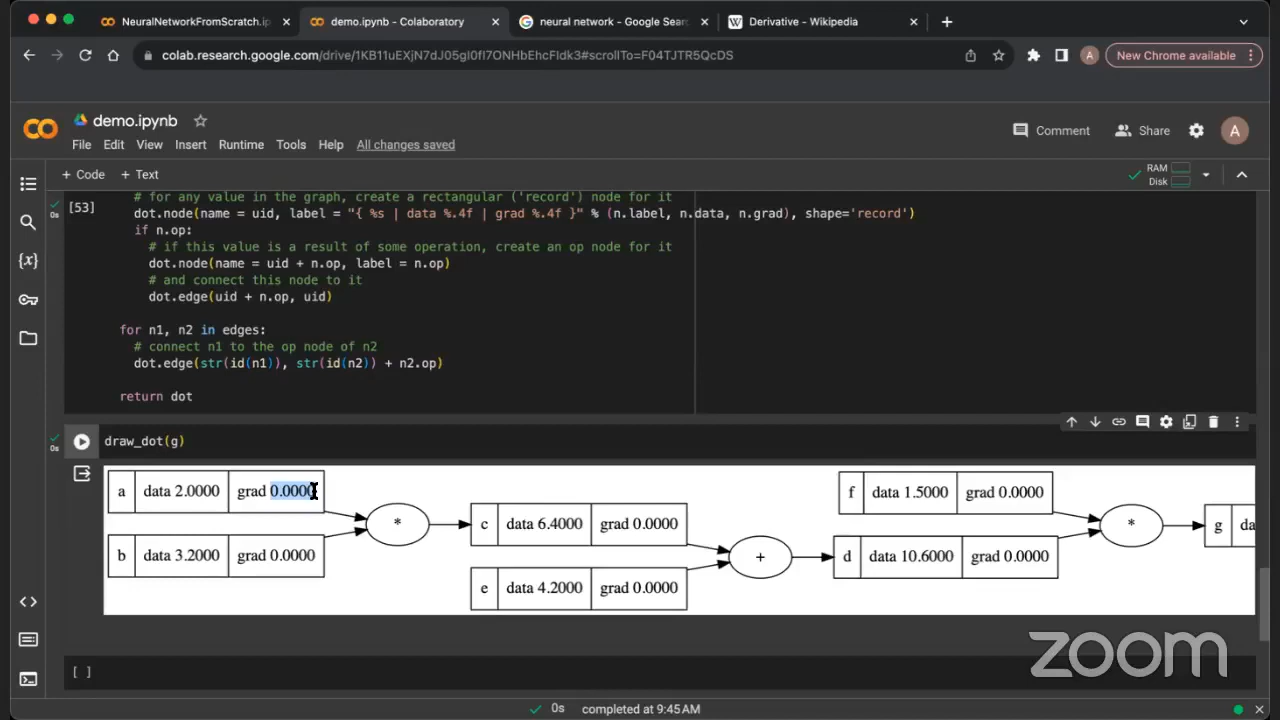 NeuralNetworkFromScratch.ip
demo.ipynb - Colaboratory
neural network - Google Sear
Derivative - Wikipedia
colab.research.google.com/drive/1KB11uEXjN7dJ05gI0fI7ONHbEhcFIdk3#scrollTo=F04TJTR5QcDS
A
New Chrome available
demo.ipynb
Comment
Share
A
File Edit View Insert Runtime Tools Help All changes saved
+ Code + Text
RAM
Disk
[53]
0s
# for any value in the graph, create a rectangular ('record') node for it
dot.node(name = uid, label = "{ %s | data %.4f | grad %.4f }" % (n.label, n.data, n.grad), shape='record')
if n.op:
# if this value is a result of some operation, create an op node for it
dot.node(name = uid + n.op, label = n.op)
# and connect this node to it
dot.edge(uid + n.op, uid)
for n1, n2 in edges:
# connect n1 to the op node of n2
dot.edge(str(id(n1)), str(id(n2)) + n2.op)
return dot
0s
draw_dot(g)
a data 2.0000 grad 0.0000
f data 1.5000 grad 0.0000
*
c data 6.4000 grad 0.0000
*
g da
b data 3.2000 grad 0.0000
+
d data 10.6000 grad 0.0000
e data 4.2000 grad 0.0000
zoom
[ ]
0s completed at 9:45AM